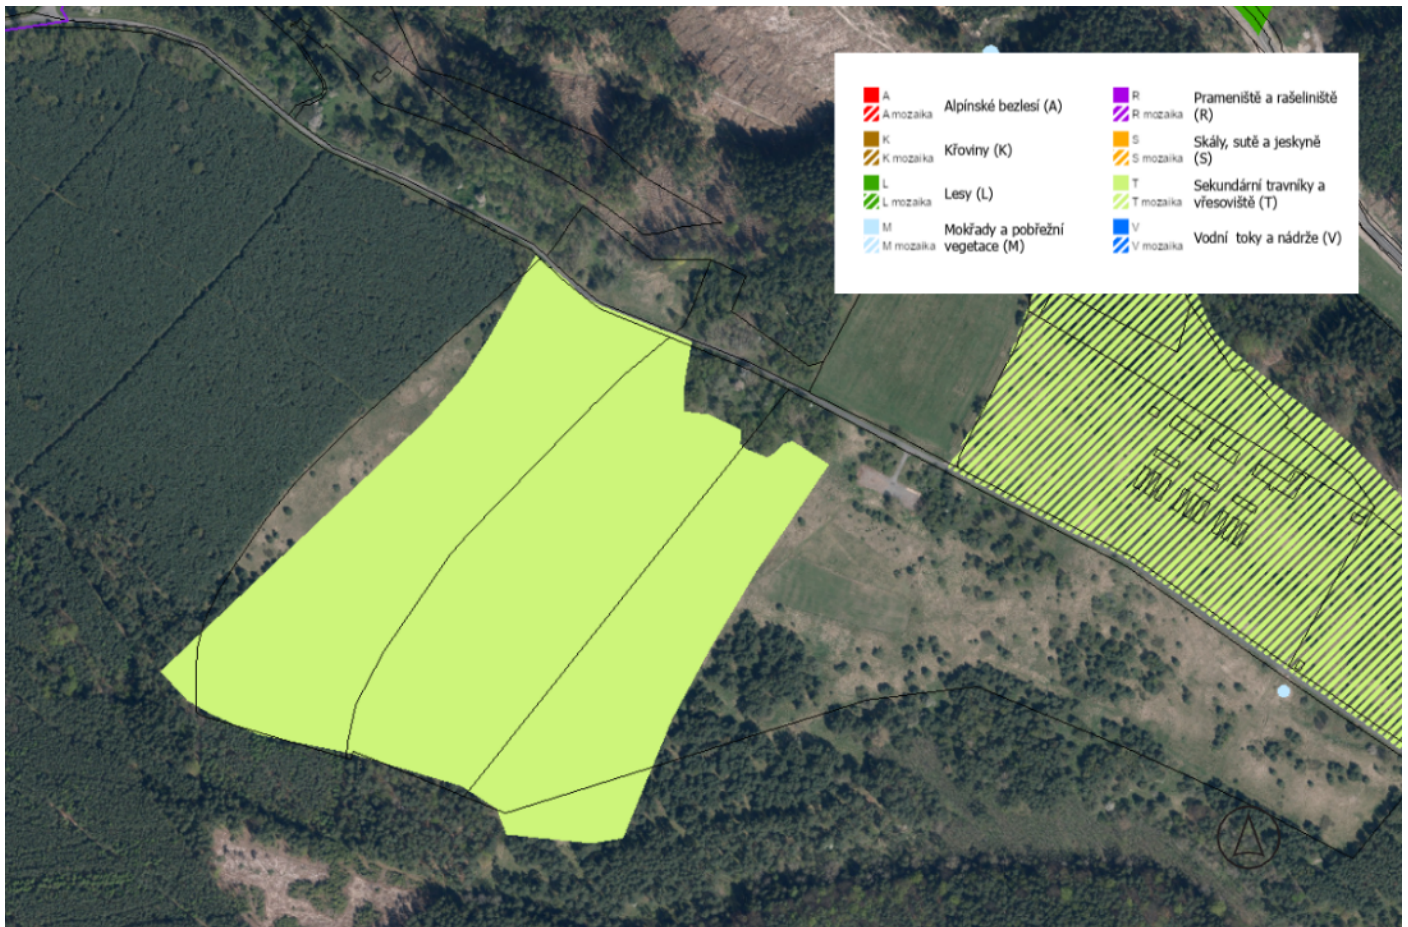 A
A mozaika
Alpínské bezlesí (A)
K
K mozaika
Křoviny (K)
L
L mozaika
Lesy (L)
M
M mozaika
Mokřady a pobřežní
vegetace (M)
R
R mozaika
Prameniště a rašeliniště
(R)
S
S mozaika
Skály, sutě a jeskyně
(S)
T
T mozaika
Sekundární travníky a
vřesoviště (T)
V
V mozaika
Vodní  toky a nádrže (V)